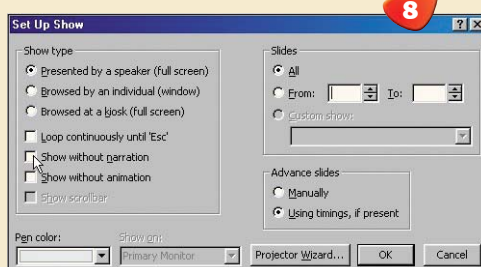 8
Set Up Show
Show type
Presented by a speaker (full screen)
Browsed by an individual (window)
Browsed at a kiosk (full screen)
Loop continuously until 'Esc'
Show without narration
Show without animation
Show scrollbar
Pen color:
Show on:
Primary Monitor
Slides
All
From:
To:
Custom show:
Advance slides
Manually
Using timings, if present
Projector Wizard...
OK
Cancel